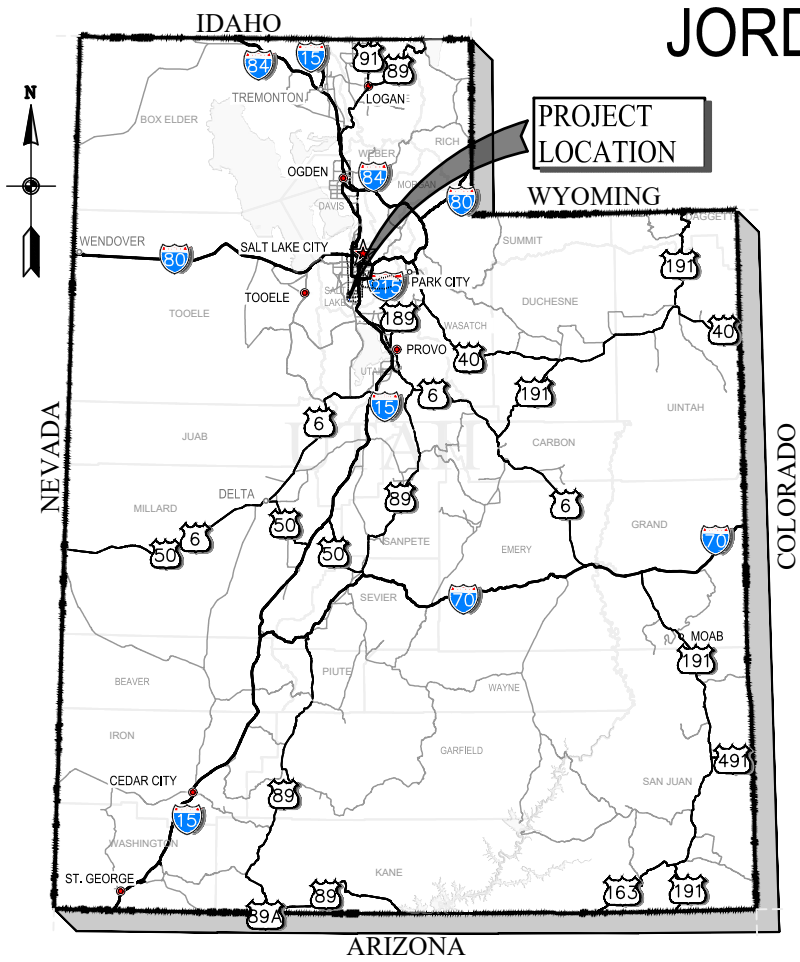 JORD
IDAHO
84
15
91
89
TREMONTON
LOGAN
N
BOX ELDER
PROJECT
LOCATION
RICH
WEBER
OGDEN
84
MORGAN
DAVIS
80
WYOMING
DAGGETT
WENDOVER
SALT LAKE CITY
SUMMIT
80
191
215
PARK CITY
SALT
LAKE
TOOELE
DUCHESNE
TOOELE
189
WASATCH
40
PROVO
40
UTAH
6
191
15
UINTAH
6
NEVADA
JUAB
UTAH
CARBON
COLORADO
DELTA
89
MILLARD
6
50
50
6
50
GRAND
SANPETE
EMERY
70
SEVIER
70
MOAB
191
PIUTE
BEAVER
WAYNE
IRON
GARFIELD
491
CEDAR CITY
SAN JUAN
89
15
WASHINGTON
KANE
ST. GEORGE
89
163
191
89A
ARIZONA